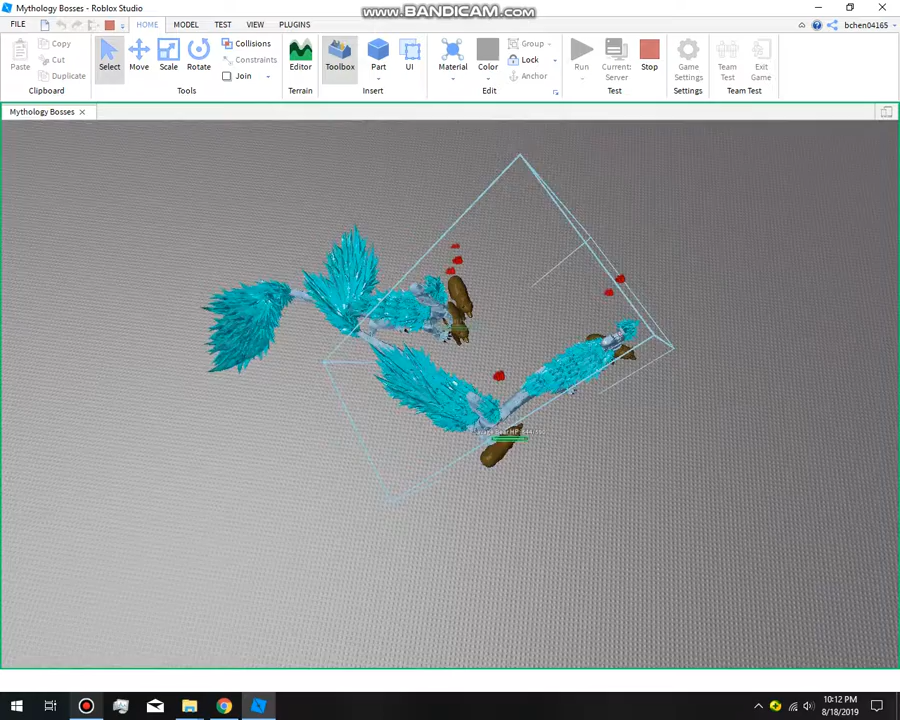 Mythology Bosses - Roblox Studio
WWW.BANDICAM.COM
FILE HOME MODEL TEST VIEW PLUGINS bchen04165
Paste Copy Cut Duplicate
Clipboard
Select Move Scale Rotate Collisions Constraints Join
Tools
Editor
Terrain
Toolbox Part UI
Insert
Material Color Group Lock Anchor
Edit
Run Current: Server Stop
Test
Game Settings
Settings
Team Test Exit Game
Team Test
Mythology Bosses
10:12 PM
8/18/2019